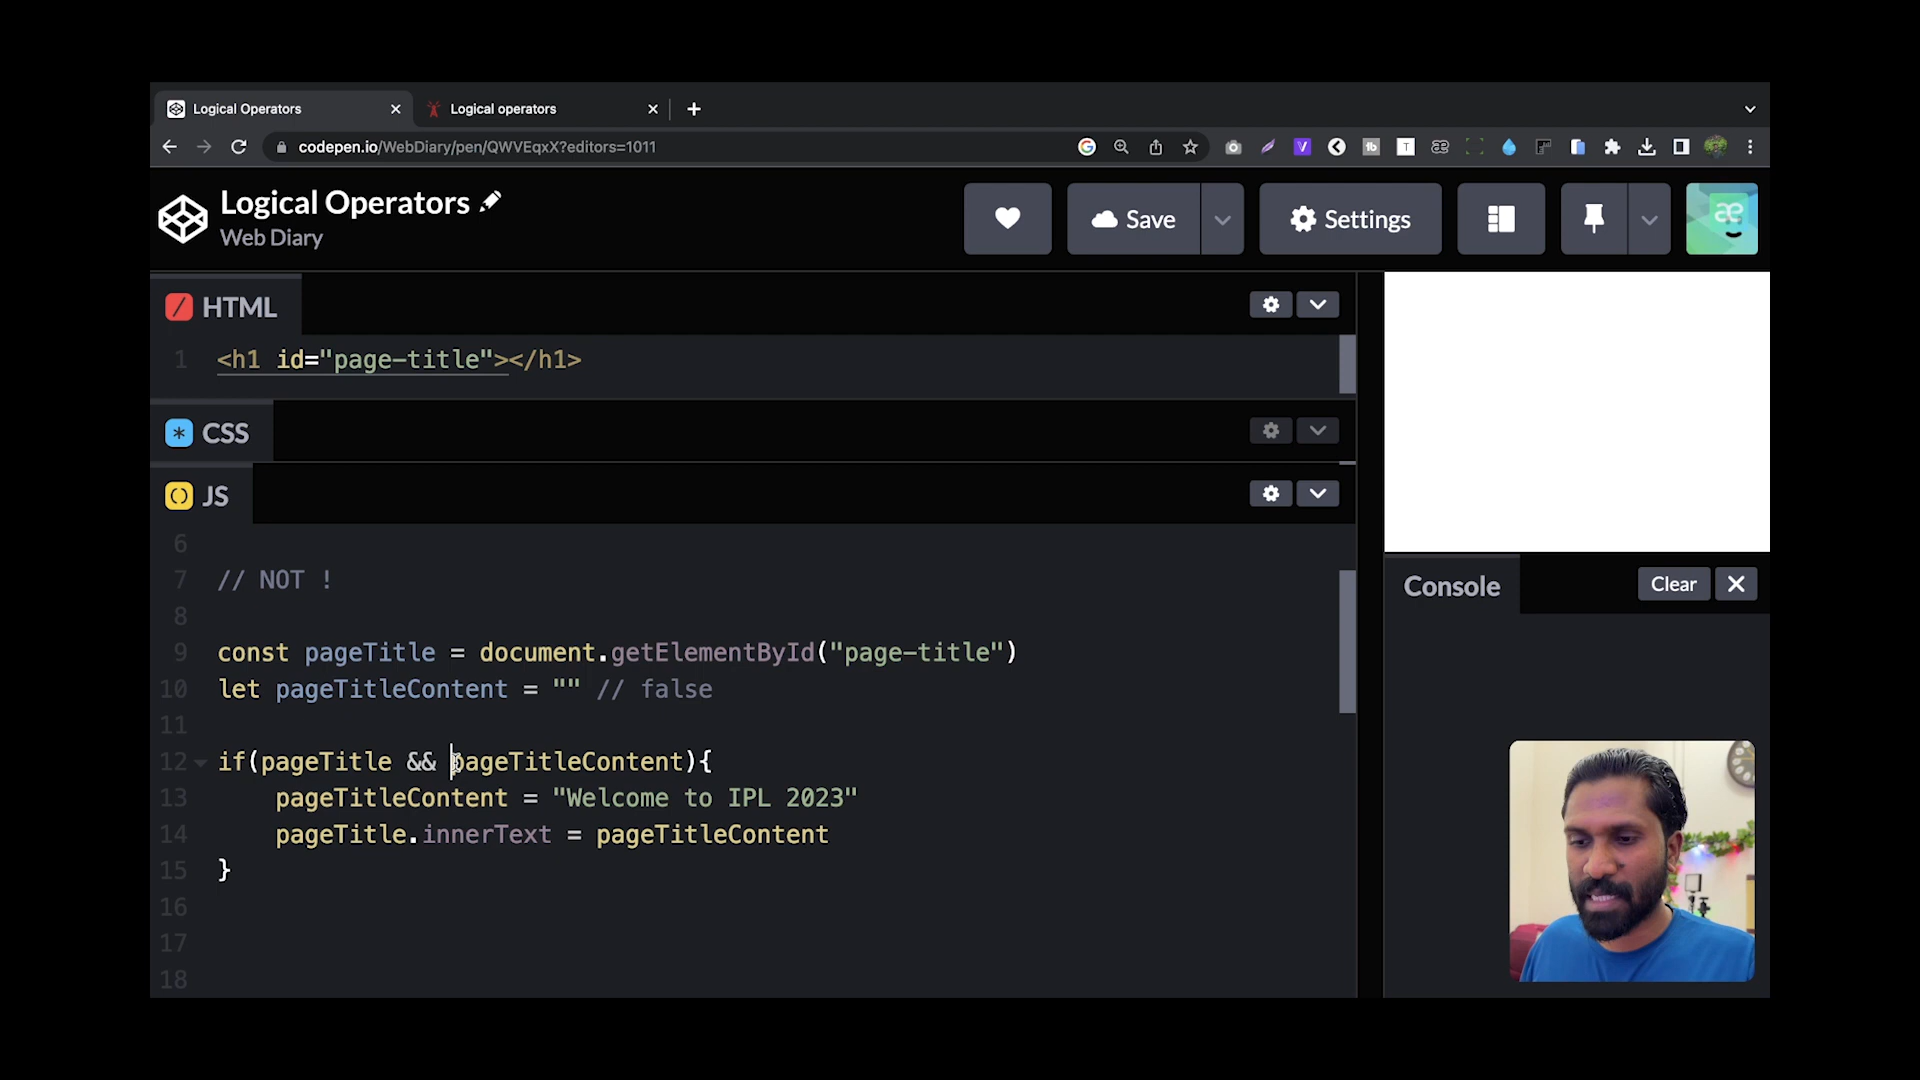 Logical Operators
Logical operators
codepen.io/WebDiary/pen/QWVEqxX?editors=1011
Logical Operators
Web Diary
Save
Settings
HTML
1 <h1 id="page-title"></h1>
CSS
JS
6
7 // NOT !
8
9 const pageTitle = document.getElementById("page-title")
10 let pageTitleContent = "" // false
11
12 if(pageTitle && pageTitleContent){
13 pageTitleContent = "Welcome to IPL 2023"
14 pageTitle.innerText = pageTitleContent
15 }
16
17
18
Console
Clear